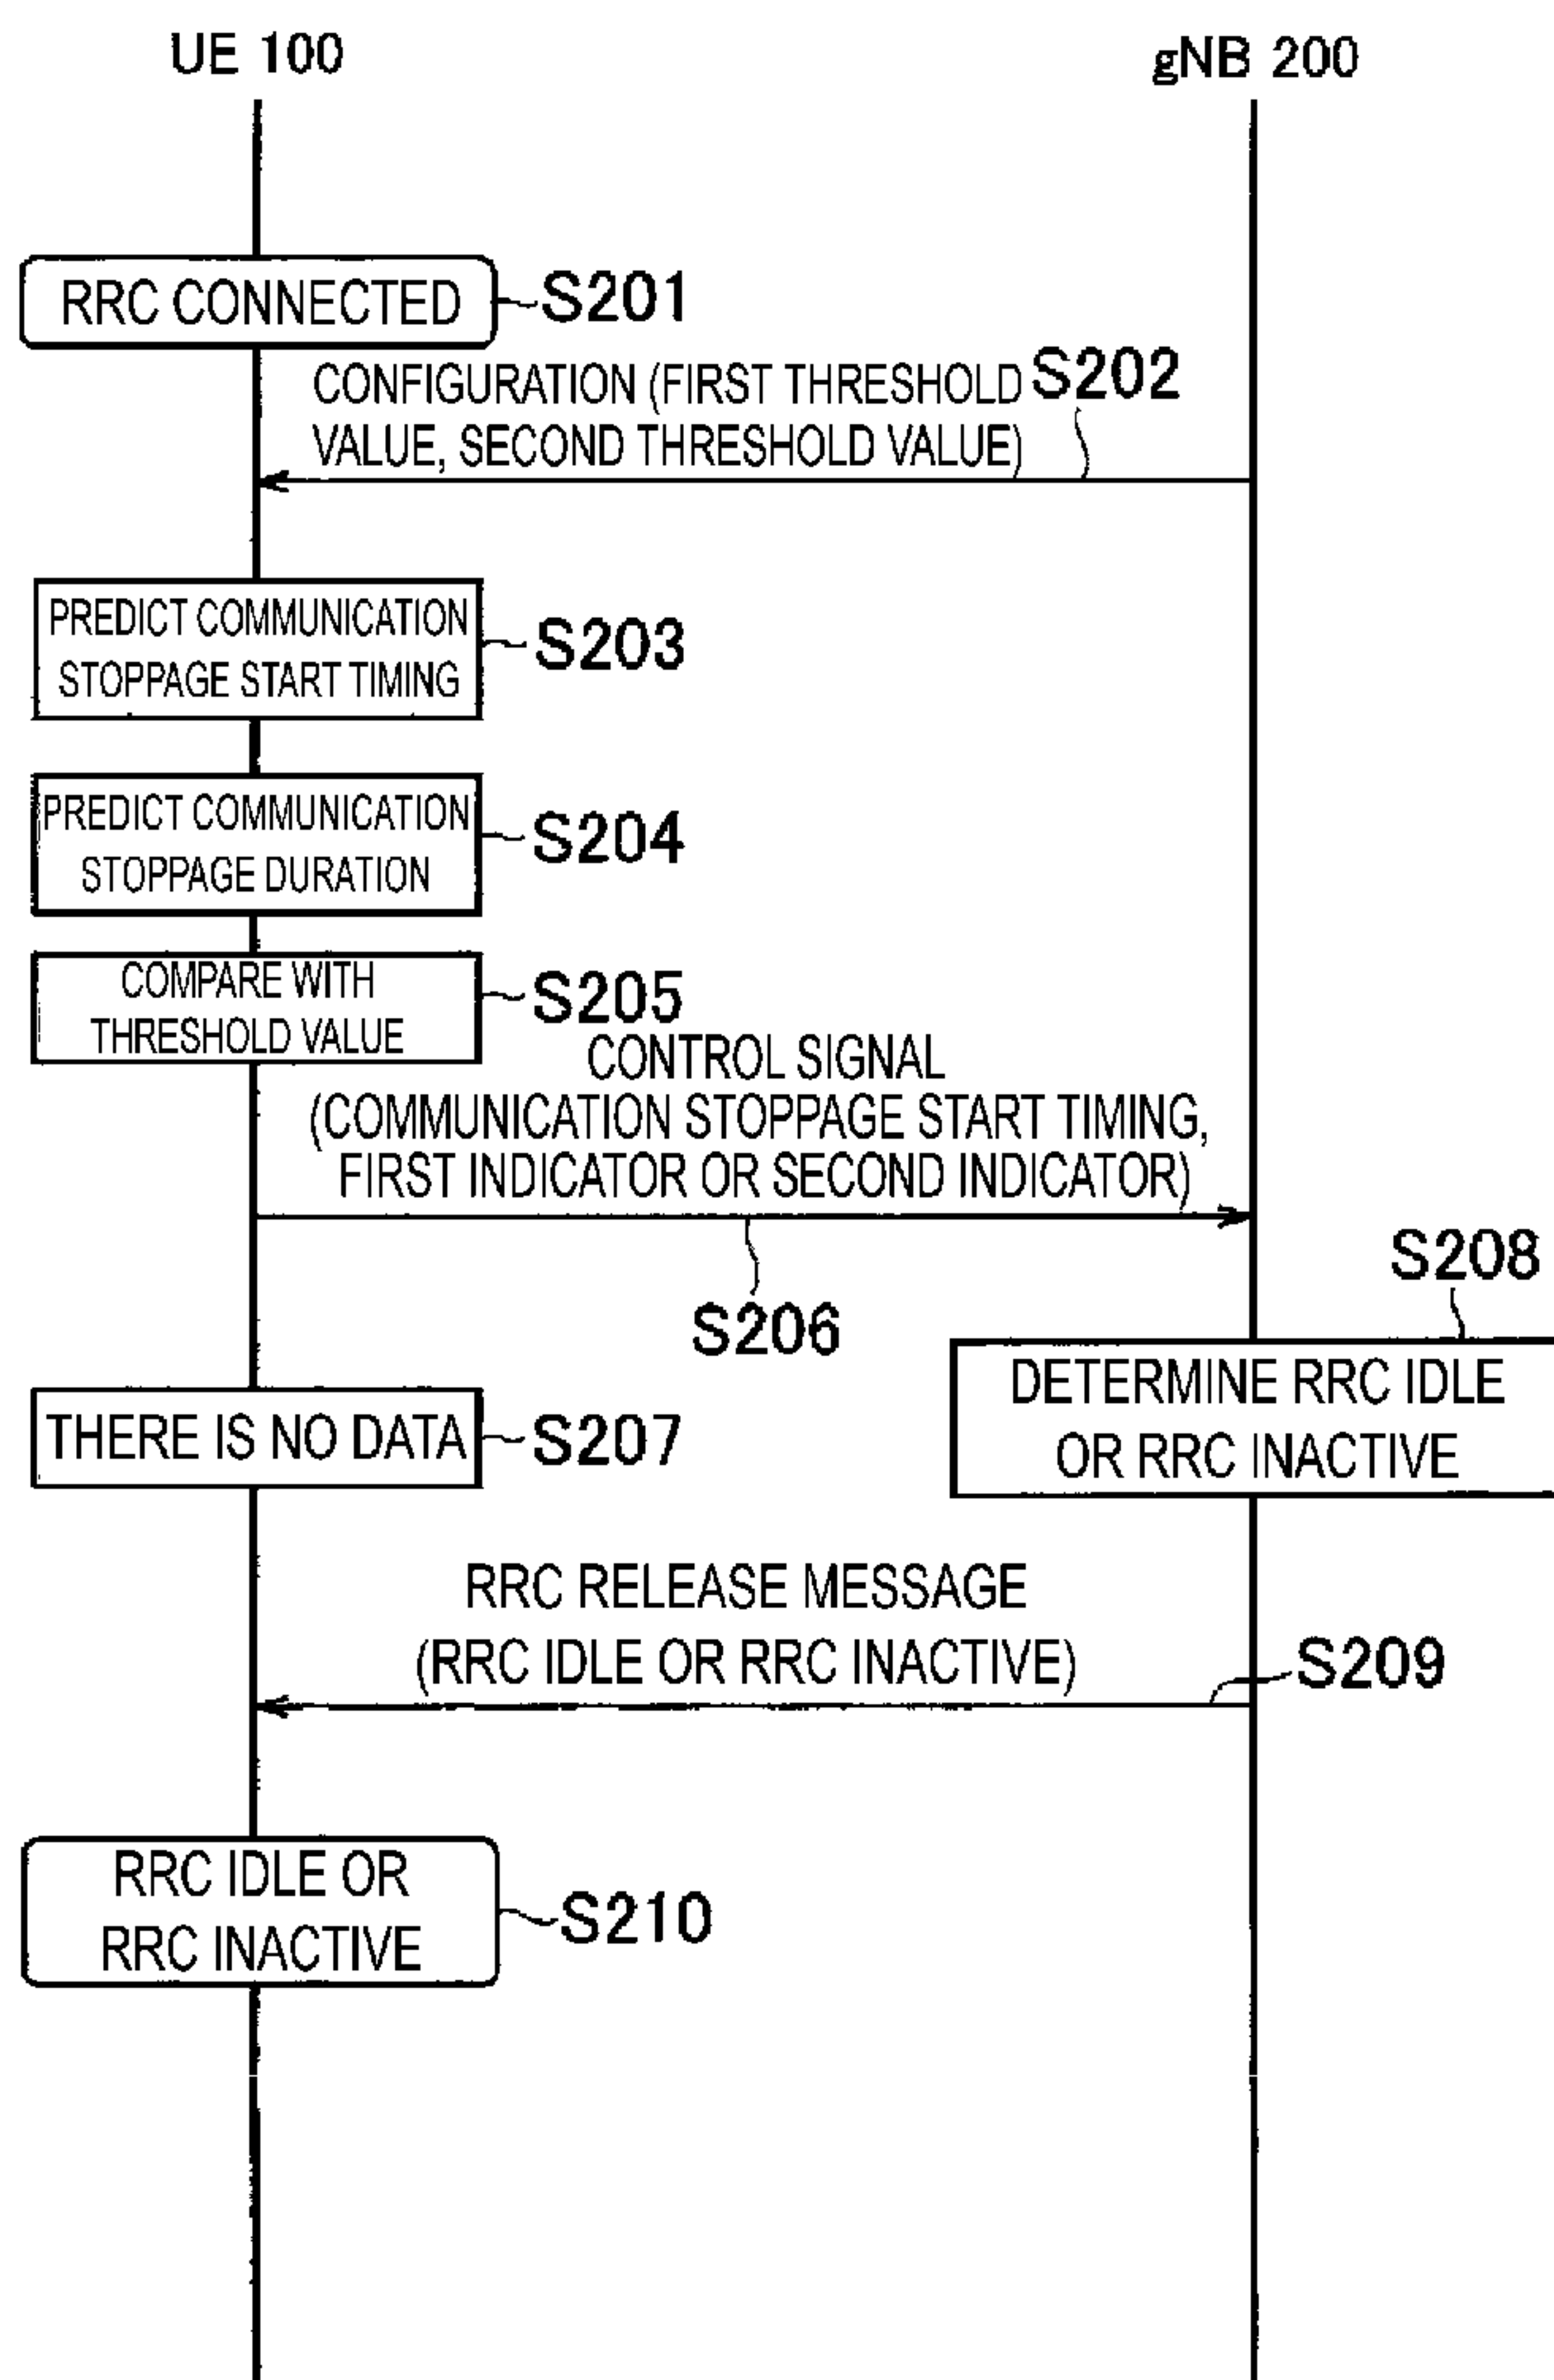 UE 100
gNB 200
RRC CONNECTED
S201
CONFIGURATION (FIRST THRESHOLD
VALUE, SECOND THRESHOLD VALUE)
S202
PREDICT COMMUNICATION
STOPPAGE START TIMING
S203
PREDICT COMMUNICATION
STOPPAGE DURATION
S204
COMPARE WITH
THRESHOLD VALUE
S205
CONTROL SIGNAL
(COMMUNICATION STOPPAGE START TIMING,
FIRST INDICATOR OR SECOND INDICATOR)
S206
THERE IS NO DATA
S207
S208
DETERMINE RRC IDLE
OR RRC INACTIVE
RRC RELEASE MESSAGE
(RRC IDLE OR RRC INACTIVE)
S209
RRC IDLE OR
RRC INACTIVE
S210